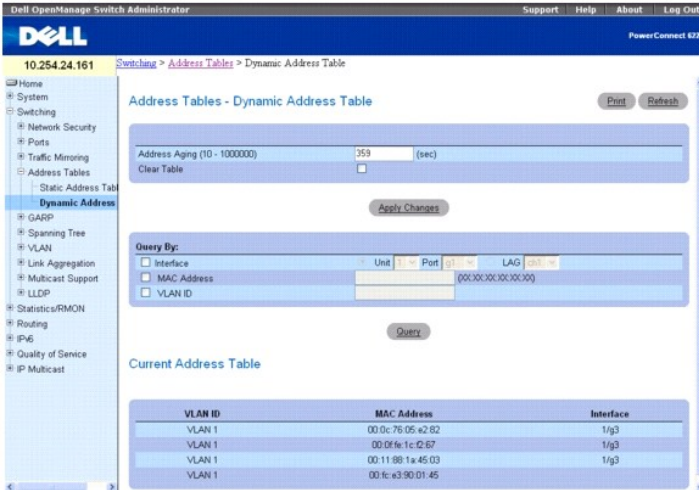 Dell OpenManage Switch Administrator
Support Help About Log Out
DELL
PowerConnect 622
10.254.24.161
Switching > Address Tables > Dynamic Address Table
Home
System
Switching
Network Security
Ports
Traffic Mirroring
Address Tables
Static Address Tabl
Dynamic Address
GARP
Spanning Tree
VLAN
Link Aggregation
Multicast Support
LLDP
Statistics/RMON
Routing
IPv6
Quality of Service
IP Multicast
Address Tables - Dynamic Address Table
Print Refresh
Address Aging (10 - 1000000) 359 (sec)
Clear Table
Apply Changes
Query By:
Interface Unit 1 Port g1 LAG ch1
MAC Address (XX:XX:XX:XX:XX:XX)
VLAN ID
Query
Current Address Table
VLAN ID MAC Address Interface
VLAN 1 00:0c:76:05:e2:82 1/g3
VLAN 1 00:0f:fe:1c:f2:67 1/g3
VLAN 1 00:11:88:1a:45:03 1/g3
VLAN 1 00:fc:e3:90:01:45